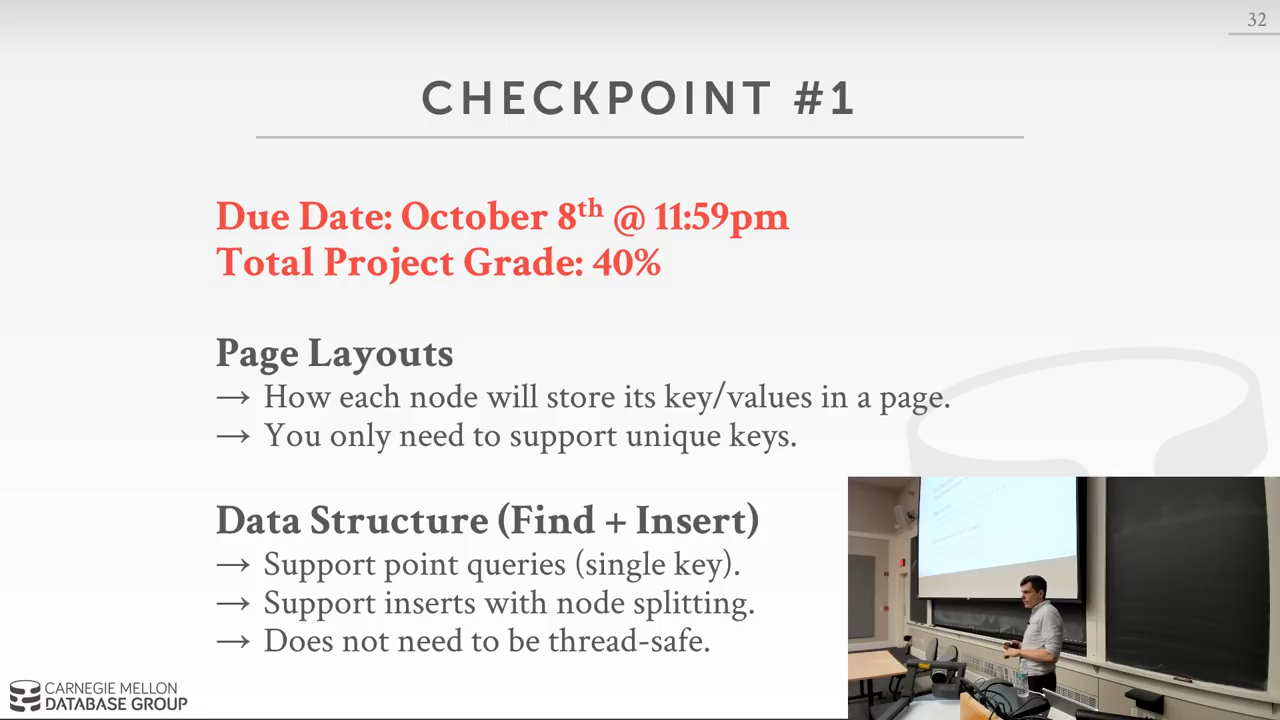 32
CHECKPOINT #1
Due Date: October 8th @ 11:59pm
Total Project Grade: 40%
Page Layouts
→ How each node will store its key/values in a page.
→ You only need to support unique keys.
Data Structure (Find + Insert)
→ Support point queries (single key).
→ Support inserts with node splitting.
→ Does not need to be thread-safe.
CARNEGIE MELLON
DATABASE GROUP